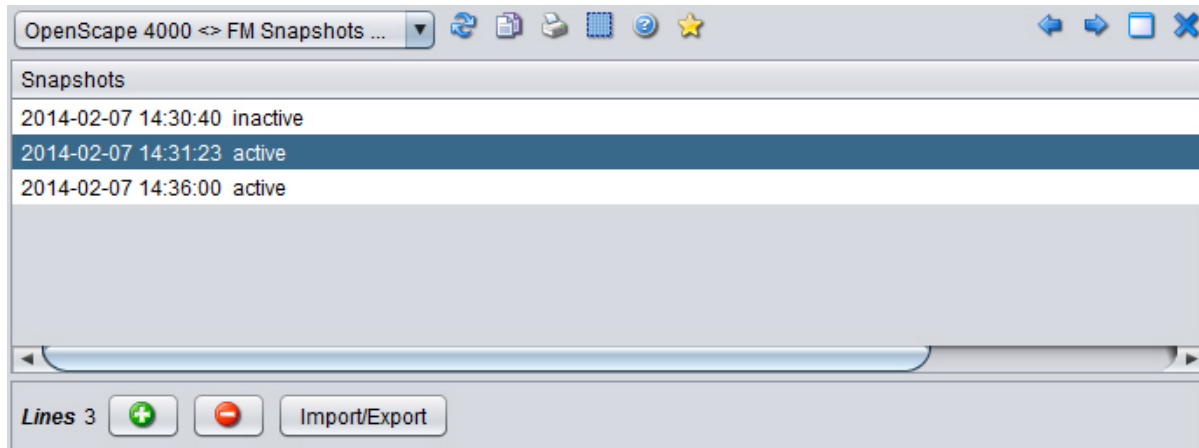 OpenScape 4000 <> FM Snapshots ...
Snapshots
2014-02-07 14:30:40 inactive
2014-02-07 14:31:23 active
2014-02-07 14:36:00 active
Lines 3 Import/Export